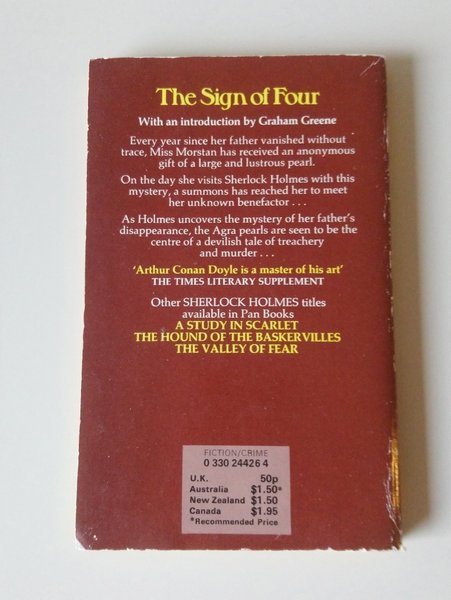 The Sign of Four
With an introduction by Graham Greene
Every year since her father vanished without
trace, Miss Morstan has received an anonymous
gift of a large and lustrous pearl.
On the day she visits Sherlock Holmes with this
mystery, a summons has reached her to meet
her unknown benefactor . . .
As Holmes uncovers the mystery of her father's
disappearance, the Agra pearls are seen to be the
centre of a devilish tale of treachery
and murder . . .
'Arthur Conan Doyle is a master of his art'
THE TIMES LITERARY SUPPLEMENT
Other SHERLOCK HOLMES titles
available in Pan Books
A STUDY IN SCARLET
THE HOUND OF THE BASKERVILLES
THE VALLEY OF FEAR
FICTION/CRIME
0 330 24426 4
U.K. 50p
Australia $1.50*
New Zealand $1.50
Canada $1.95
*Recommended Price